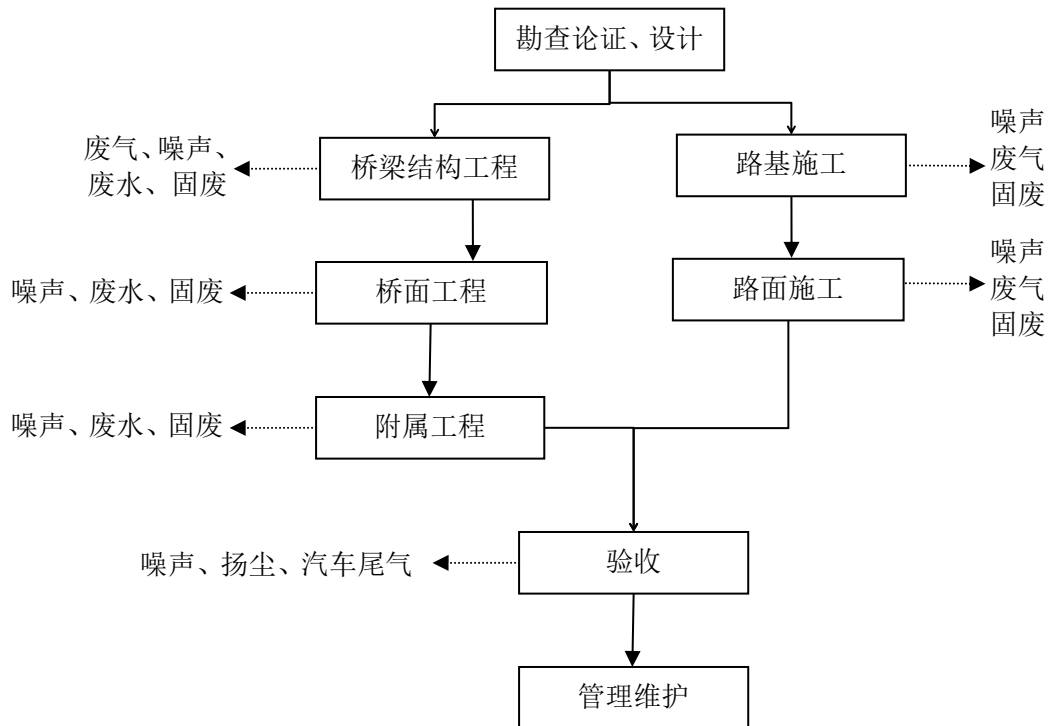 勘查论证、设计
废气、噪声、
废水、固废
桥梁结构工程
路基施工
噪声
废气
固废
噪声、废水、固废
桥面工程
路面施工
噪声
废气
固废
噪声、废水、固废
附属工程
噪声、扬尘、汽车尾气
验收
管理维护